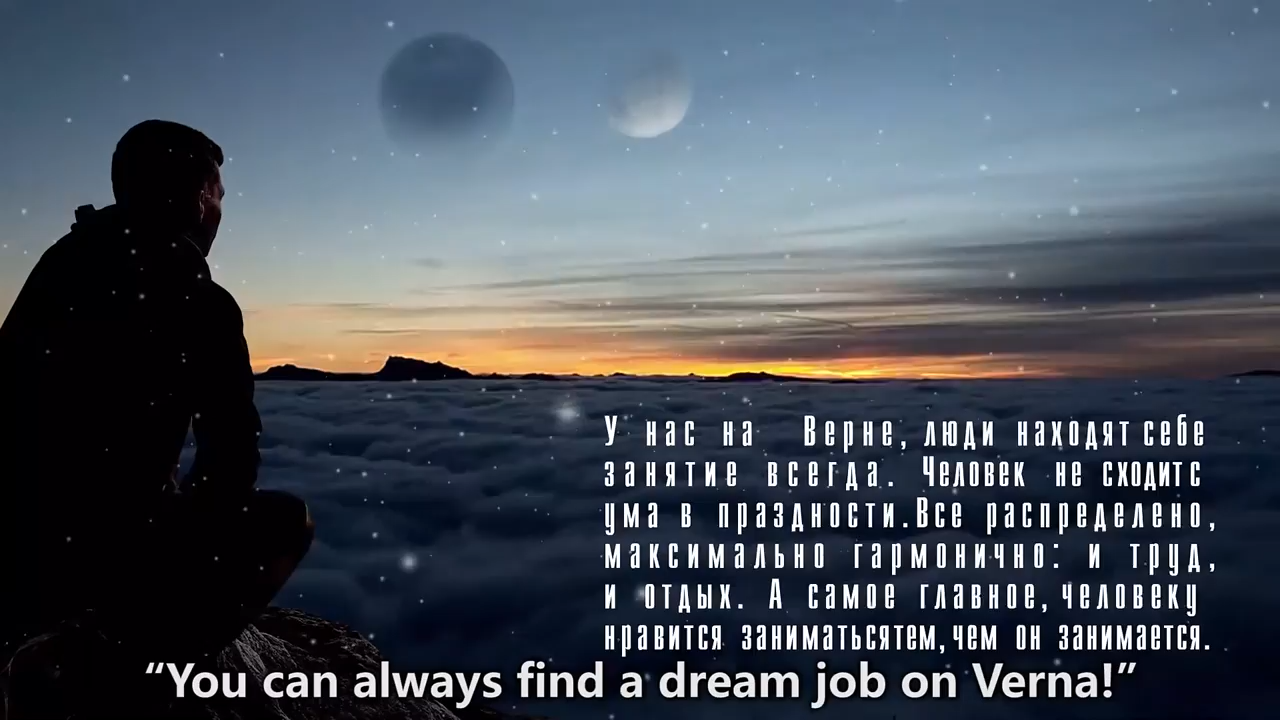 У нас на Верне, люди находят себе
занятие всегда. Человек не сходитс
ума в праздности.Все распределено,
максимально гармонично: и труд,
и отдых. А самое главное, человеку
нравится заниматьсятем,чем он занимается.
“You can always find a dream job on Verna!”